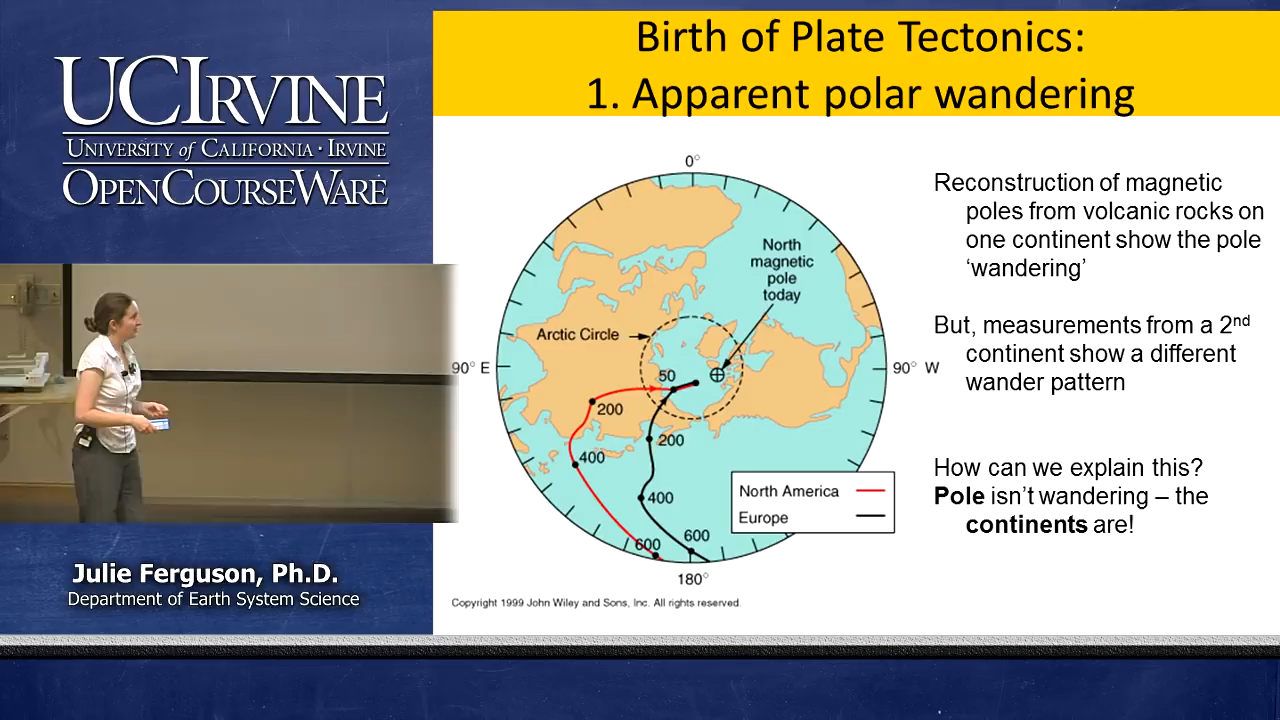 UCIRVINE
UNIVERSITY of CALIFORNIA · IRVINE
OPENCOURSEWARE
Julie Ferguson, Ph.D.
Department of Earth System Science
Birth of Plate Tectonics:
1. Apparent polar wandering
0°
North
magnetic
pole
today
Arctic Circle
90° E
90° W
50
200
200
400
400
600
600
180°
North America
Europe
Copyright 1999 John Wiley and Sons, Inc. All rights reserved.
Reconstruction of magnetic
poles from volcanic rocks on
one continent show the pole
‘wandering’
But, measurements from a 2nd
continent show a different
wander pattern
How can we explain this?
Pole isn’t wandering – the
continents are!